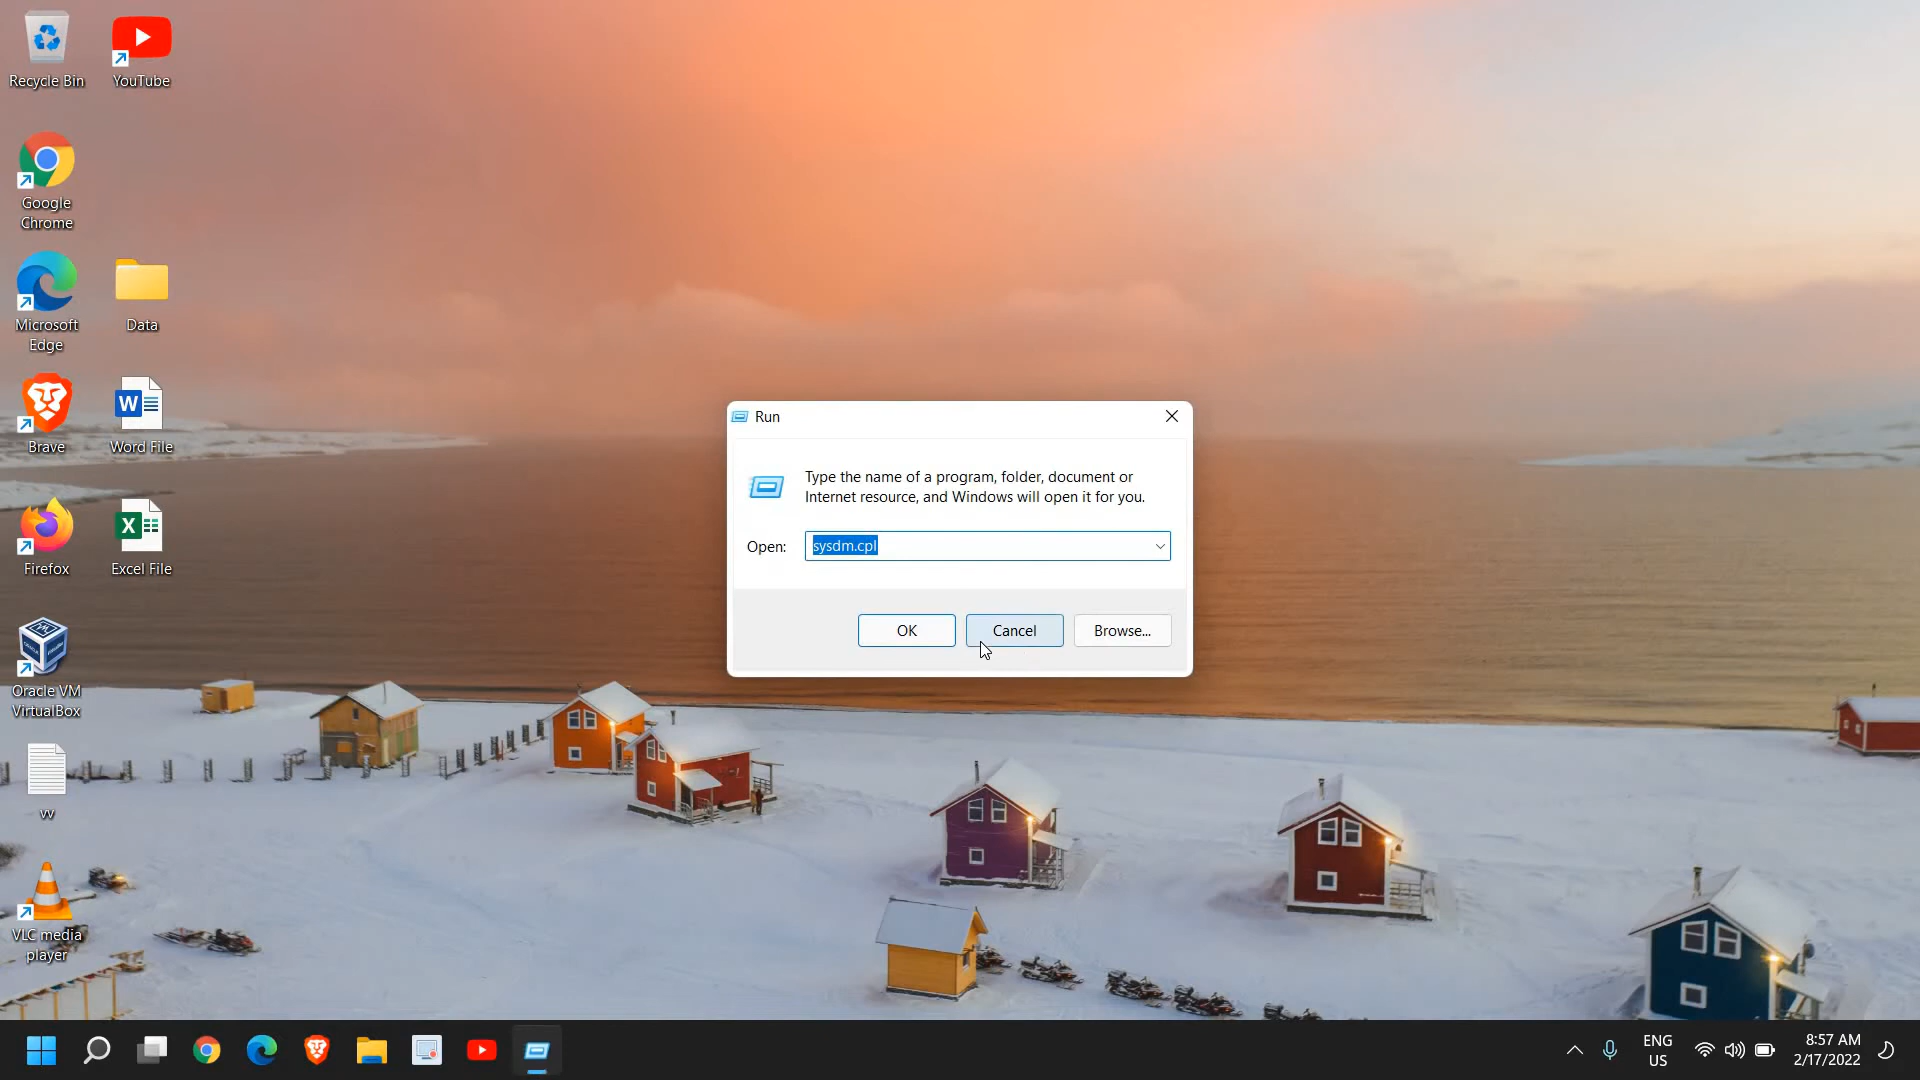 Recycle Bin
YouTube
Google
Chrome
Microsoft
Edge
Data
Brave
Word File
Firefox
Excel File
Oracle VM
VirtualBox
vv
VLC media
player
Run
Type the name of a program, folder, document or
Internet resource, and Windows will open it for you.
Open: sysdm.cpl
OK Cancel Browse...
ENG
US
8:57 AM
2/17/2022